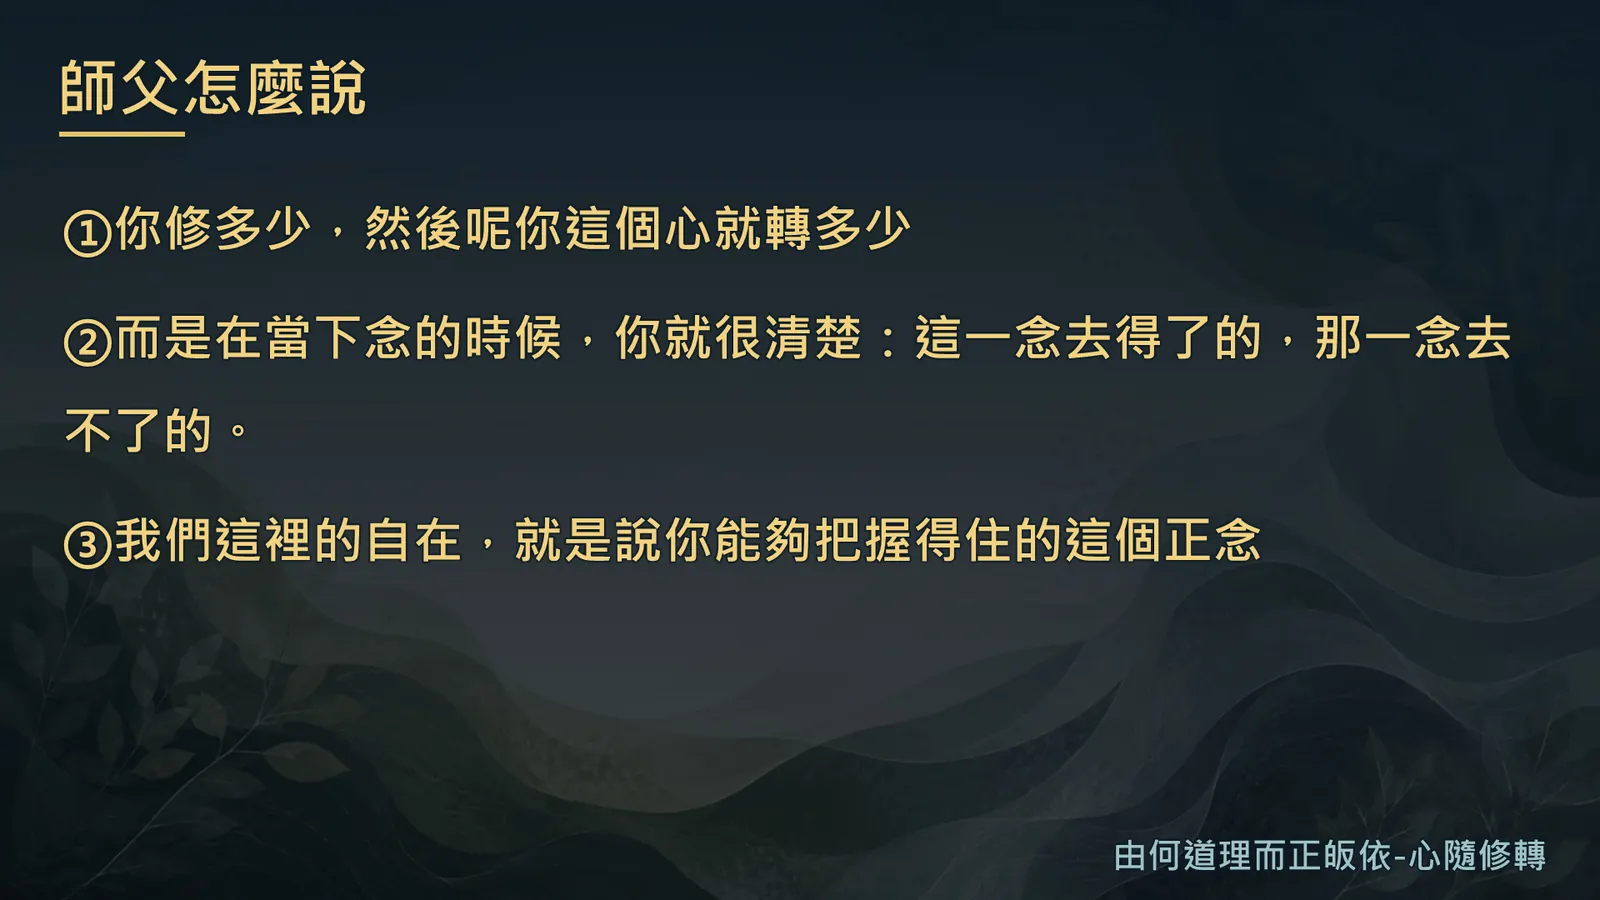 師父怎麼說
①你修多少，然後呢你這個心就轉多少
②而是在當下念的時候，你就很清楚：這一念去得了的，那一念去
不了的。
③我們這裡的自在，就是說你能夠把握得住的這個正念
由何道理而正皈依-心隨修轉